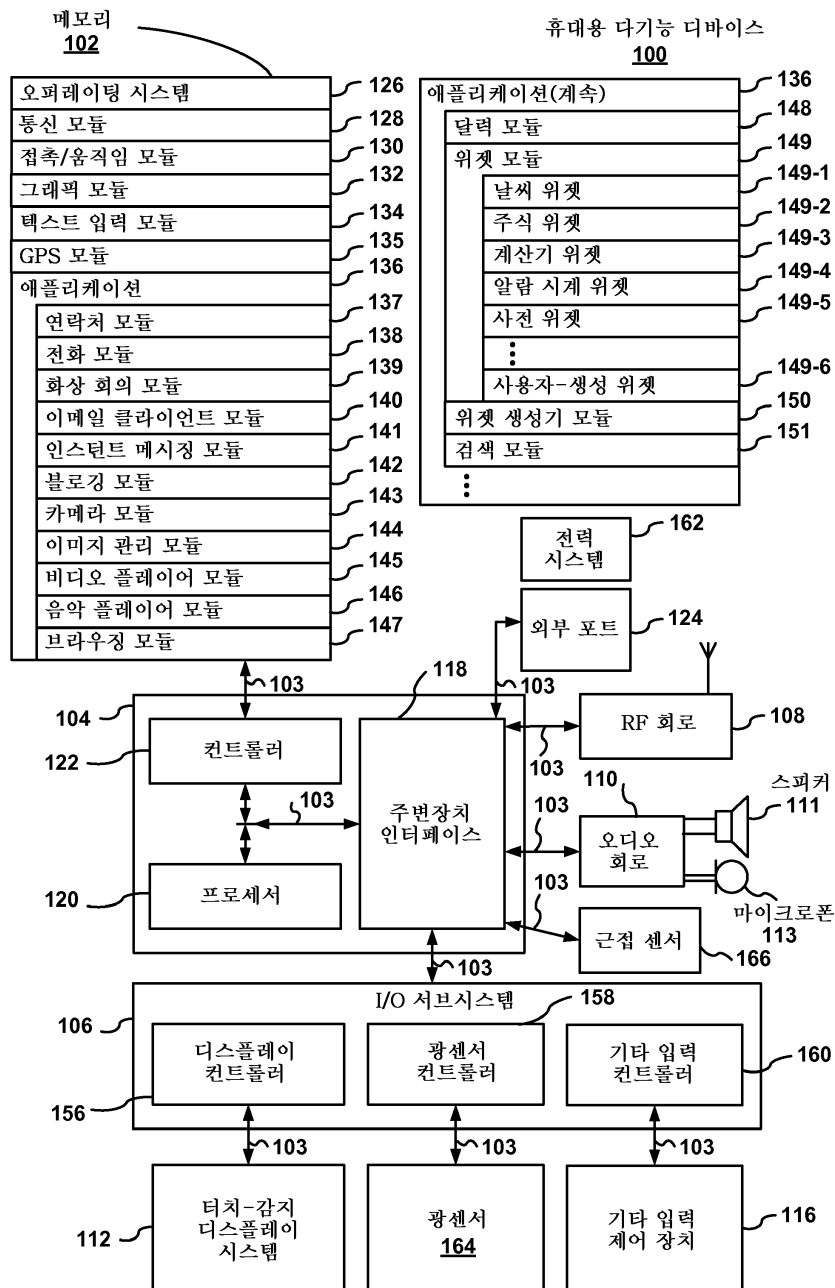 메모리
102
휴대용 다기능 디바이스
100
오퍼레이팅 시스템 126
통신 모듈 128
접촉/움직임 모듈 130
그래픽 모듈 132
텍스트 입력 모듈 134
GPS 모듈 135
애플리케이션 136
연락처 모듈 137
전화 모듈 138
화상 회의 모듈 139
이메일 클라이언트 모듈 140
인스턴트 메시징 모듈 141
블로깅 모듈 142
카메라 모듈 143
이미지 관리 모듈 144
비디오 플레이어 모듈 145
음악 플레이어 모듈 146
브라우징 모듈 147
애플리케이션(계속) 136
달력 모듈 148
위젯 모듈 149
날씨 위젯 149-1
주식 위젯 149-2
계산기 위젯 149-3
알람 시계 위젯 149-4
사전 위젯 149-5
사용자-생성 위젯 149-6
위젯 생성기 모듈 150
검색 모듈 151
전력
시스템
162
외부 포트 124
103
103
118
104
컨트롤러
122
103
주변장치
인터페이스
프로세서
120
103
RF 회로 108
103
110
오디오
회로
스피커
111
마이크로폰
113
103
근접 센서
166
103
I/O 서브시스템
106
158
디스플레이
컨트롤러
156
광센서
컨트롤러
기타 입력
컨트롤러
160
103
103
103
터치-감지
디스플레이
시스템
112
광센서
164
기타 입력
제어 장치
116